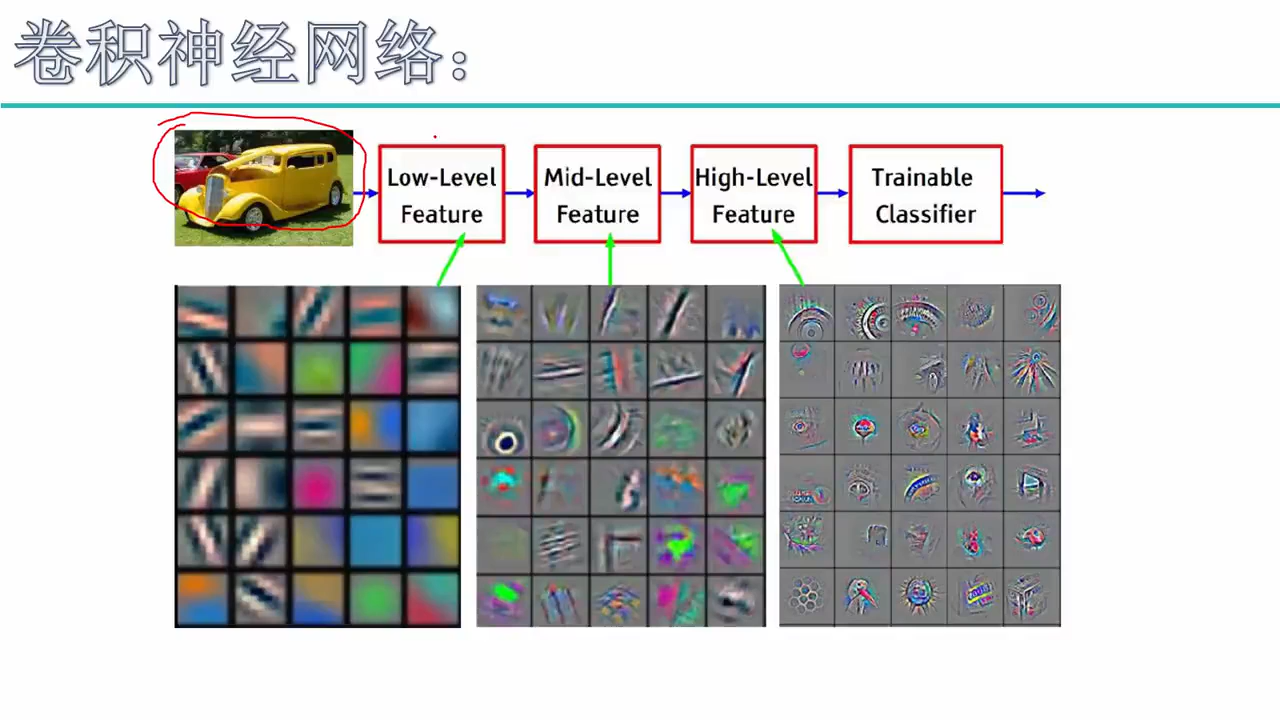 卷积神经网络：
Low-Level
Feature
Mid-Level
Feature
High-Level
Feature
Trainable
Classifier